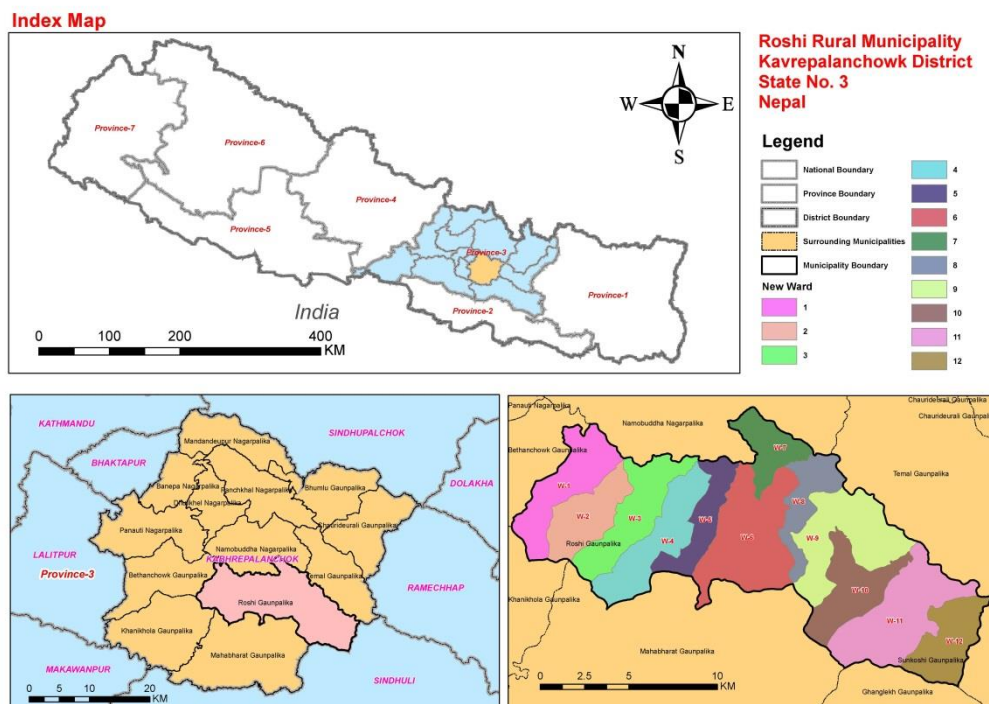 Index Map
Province-7
Province-6
Province-4
Province-5
Province-3
Province-1
Province-2
India
N
W
E
S
0 100 200 400
KM
Roshi Rural Municipality
Kavrepalanchowk District
State No. 3
Nepal
Legend
National Boundary
Province Boundary
District Boundary
Surrounding Municipalities
Municipality Boundary
New Ward
1
2
3
4
5
6
7
8
9
10
11
12
KATHMANDU
BHAKTAPUR
SINDHUPALCHOK
DOLAKHA
LALITPUR
Province-3
RAMECHHAP
MAKAWANPUR
SINDHULI
KABHREPALANCHOK
Mandandeupur Nagarpalika
Banepa Nagarpalika
Panchkhal Nagarpalika
Dhulikhel Nagarpalika
Bhumlu Gaunpalika
Chaurideurali Gaunpalika
Panauti Nagarpalika
Namobuddha Nagarpalika
Bethanchowk Gaunpalika
Temal Gaunpalika
Roshi Gaunpalika
Khanikhola Gaunpalika
Mahabharat Gaunpalika
0 5 10 20
KM
Panauti Nagarpalika
Namobuddha Nagarpalika
Chaurideurali Gaunpalika
Chaurideurali Gaunpalika
Bethanchowk Gaunpalika
Temal Gaunpalika
W-7
W-1
W-2
W-3
W-4
W-5
W-6
W-8
W-9
W-10
W-11
W-12
Roshi Gaunpalika
Khanikhola Gaunpalika
Mahabharat Gaunpalika
Sunkoshi Gaunpalika
Ghanglekh Gaunpalika
0 2.5 5 10
KM